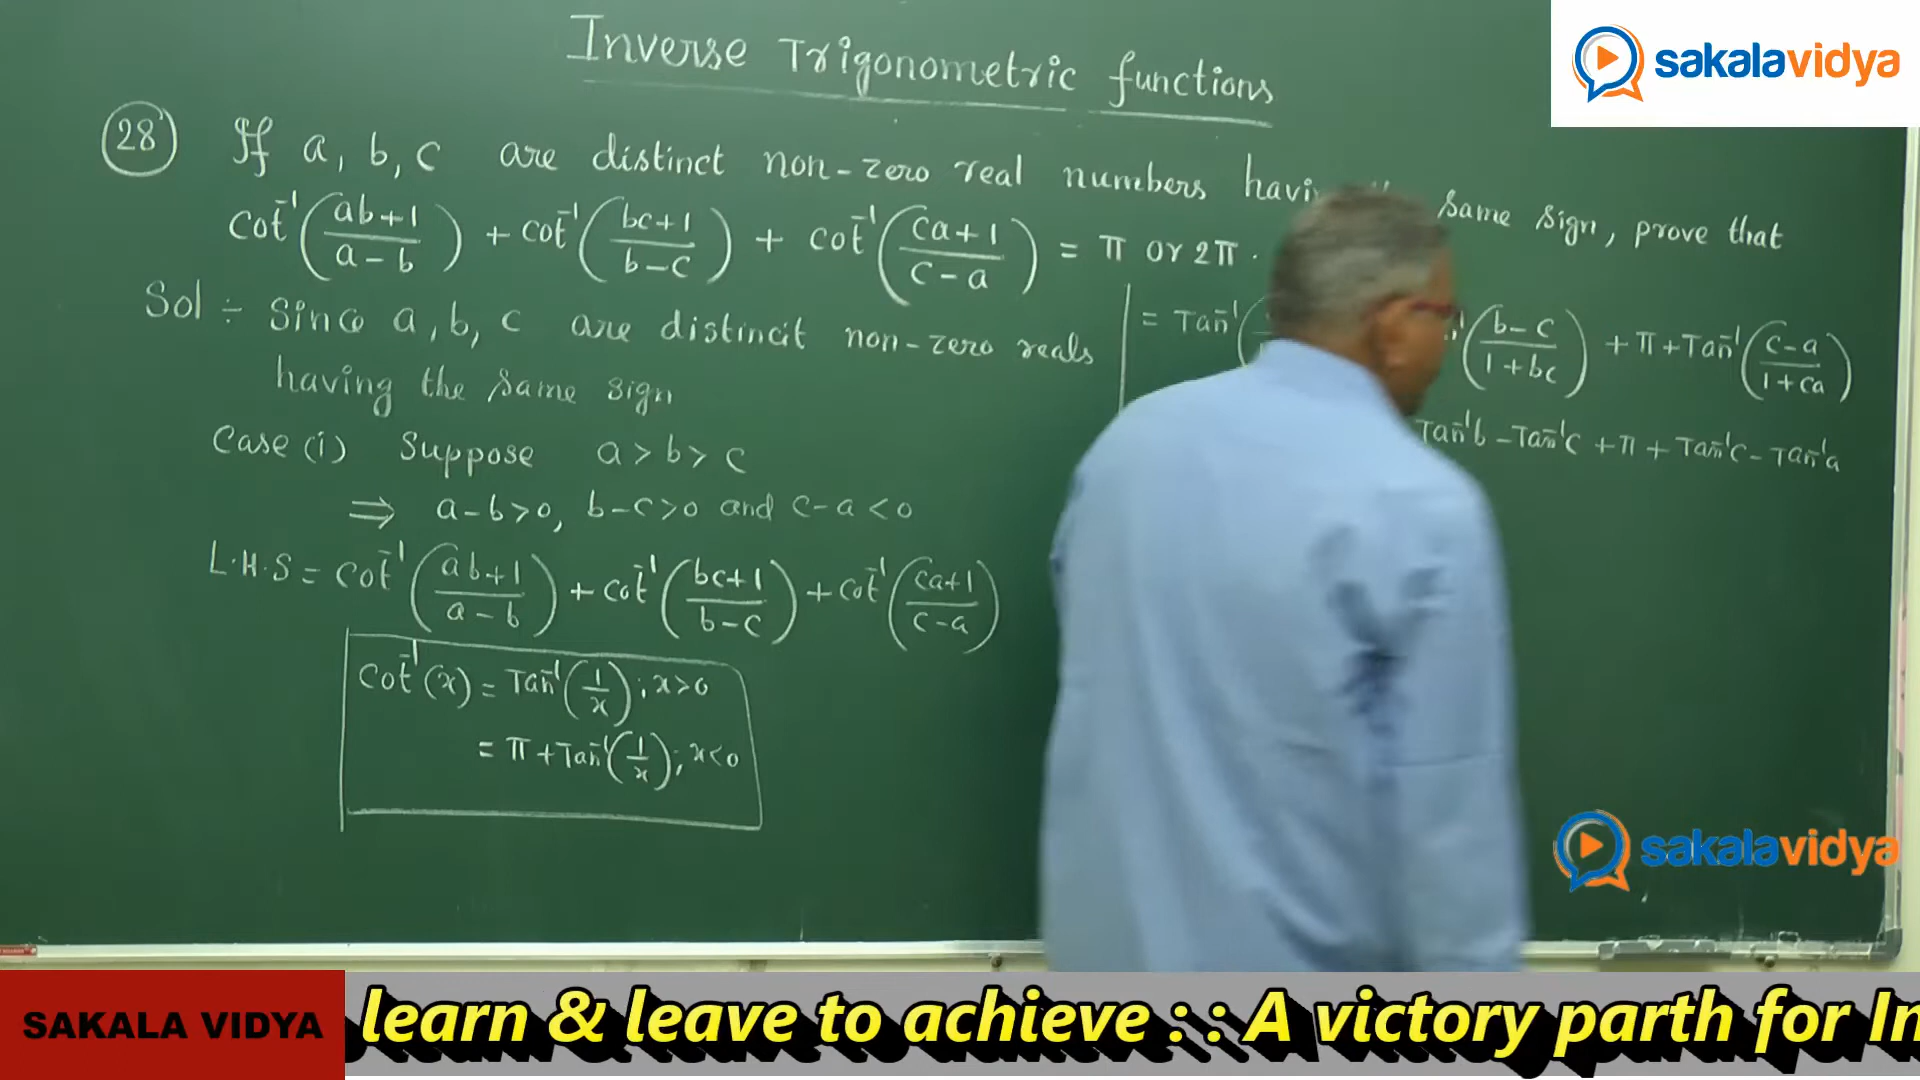 Inverse Trigonometric functions
28 If a, b, c are distinct non-zero real numbers same sign, prove that
cot⁻¹((ab+1)/(a-b)) + cot⁻¹((bc+1)/(b-c)) + cot⁻¹((ca+1)/(c-a)) = π or 2π.
Sol ÷ Since a, b, c are distinct non-zero reals
having the same sign
Case (i) Suppose a > b > c
⇒ a-b>0, b-c>0 and c-a<0
L.H.S = cot⁻¹((ab+1)/(a-b)) + cot⁻¹((bc+1)/(b-c)) + cot⁻¹((ca+1)/(c-a))
cot⁻¹(x) = Tan⁻¹(1/x); x>0
= π + Tan⁻¹(1/x); x<0
= Tan⁻¹( ((b-c)/(1+bc)) + π + Tan⁻¹((c-a)/(1+ca))
Tan⁻¹b - Tan⁻¹c + π + Tan⁻¹c - Tan⁻¹a
sakalavidya
sakalavidya
SAKALA VIDYA learn & leave to achieve : : A victory parth for In